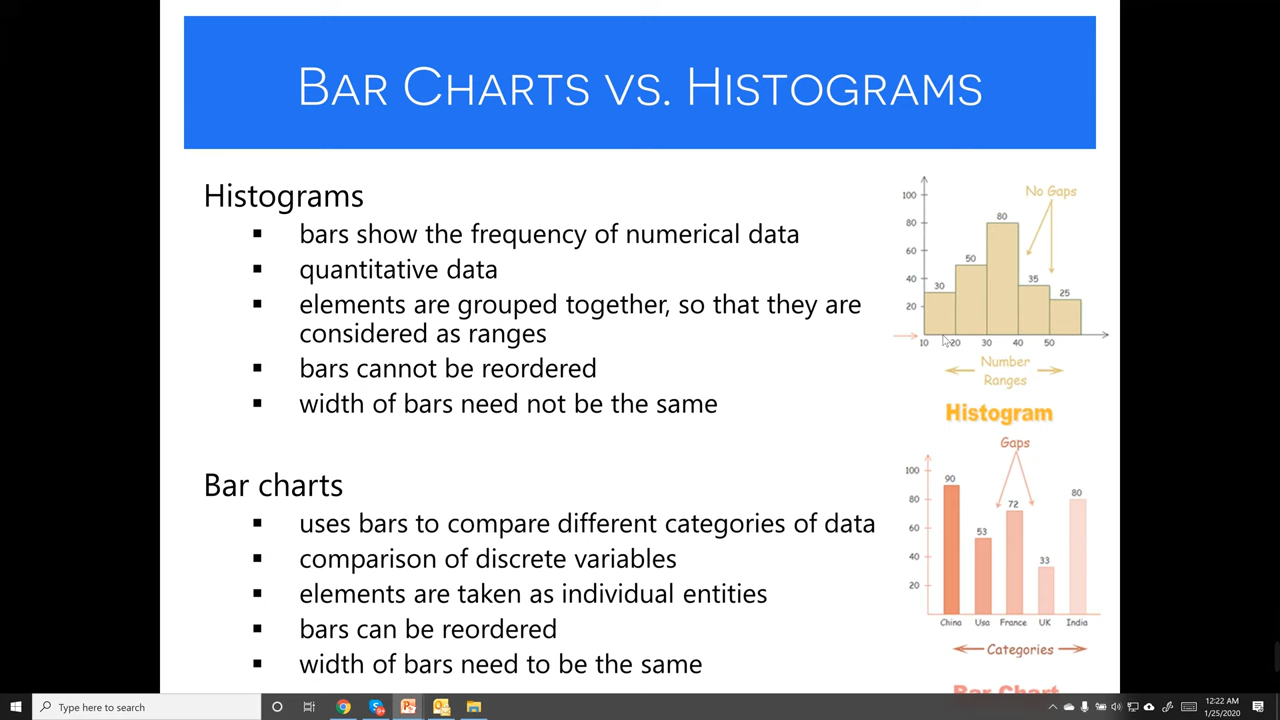 BAR CHARTS VS. HISTOGRAMS
Histograms
▪ bars show the frequency of numerical data
▪ quantitative data
▪ elements are grouped together, so that they are
considered as ranges
▪ bars cannot be reordered
▪ width of bars need not be the same
No Gaps
100
80
60
40
20
30
50
80
35
25
10 20 30 40 50
Number
Ranges
Histogram
Bar charts
▪ uses bars to compare different categories of data
▪ comparison of discrete variables
▪ elements are taken as individual entities
▪ bars can be reordered
▪ width of bars need to be the same
Gaps
100
80
60
40
20
90
53
72
33
80
China Usa France UK India
Categories
Bar Chart
Type here to search
12:22 AM
1/25/2020